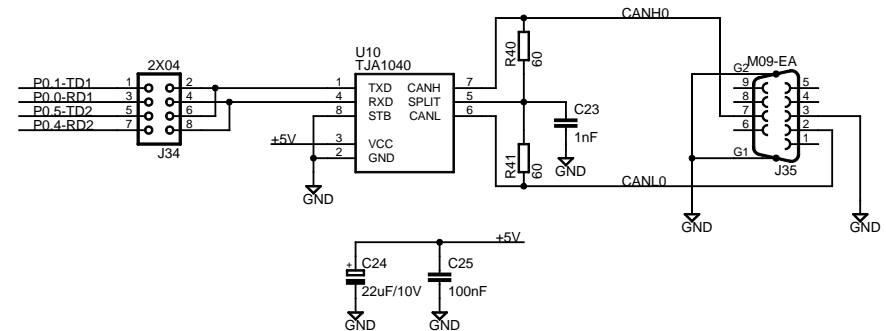 CANH0
U10
TJA1040
R40
60
M09-EA
G2
2X04
P0.1-TD1 1 2 1 TXD CANH 7 9 5
P0.0-RD1 3 4 4 RXD SPLIT 5 8 4
P0.5-TD2 5 6 8 STB CANL 6 7 3
P0.4-RD2 7 8 6 2
C23
1nF
+5V 3 VCC
2 GND
1
J34
R41
60
GND
G1
J35
CANL0
GND
GND
GND
+5V
+
C24
22uF/10V
C25
100nF
GND
GND